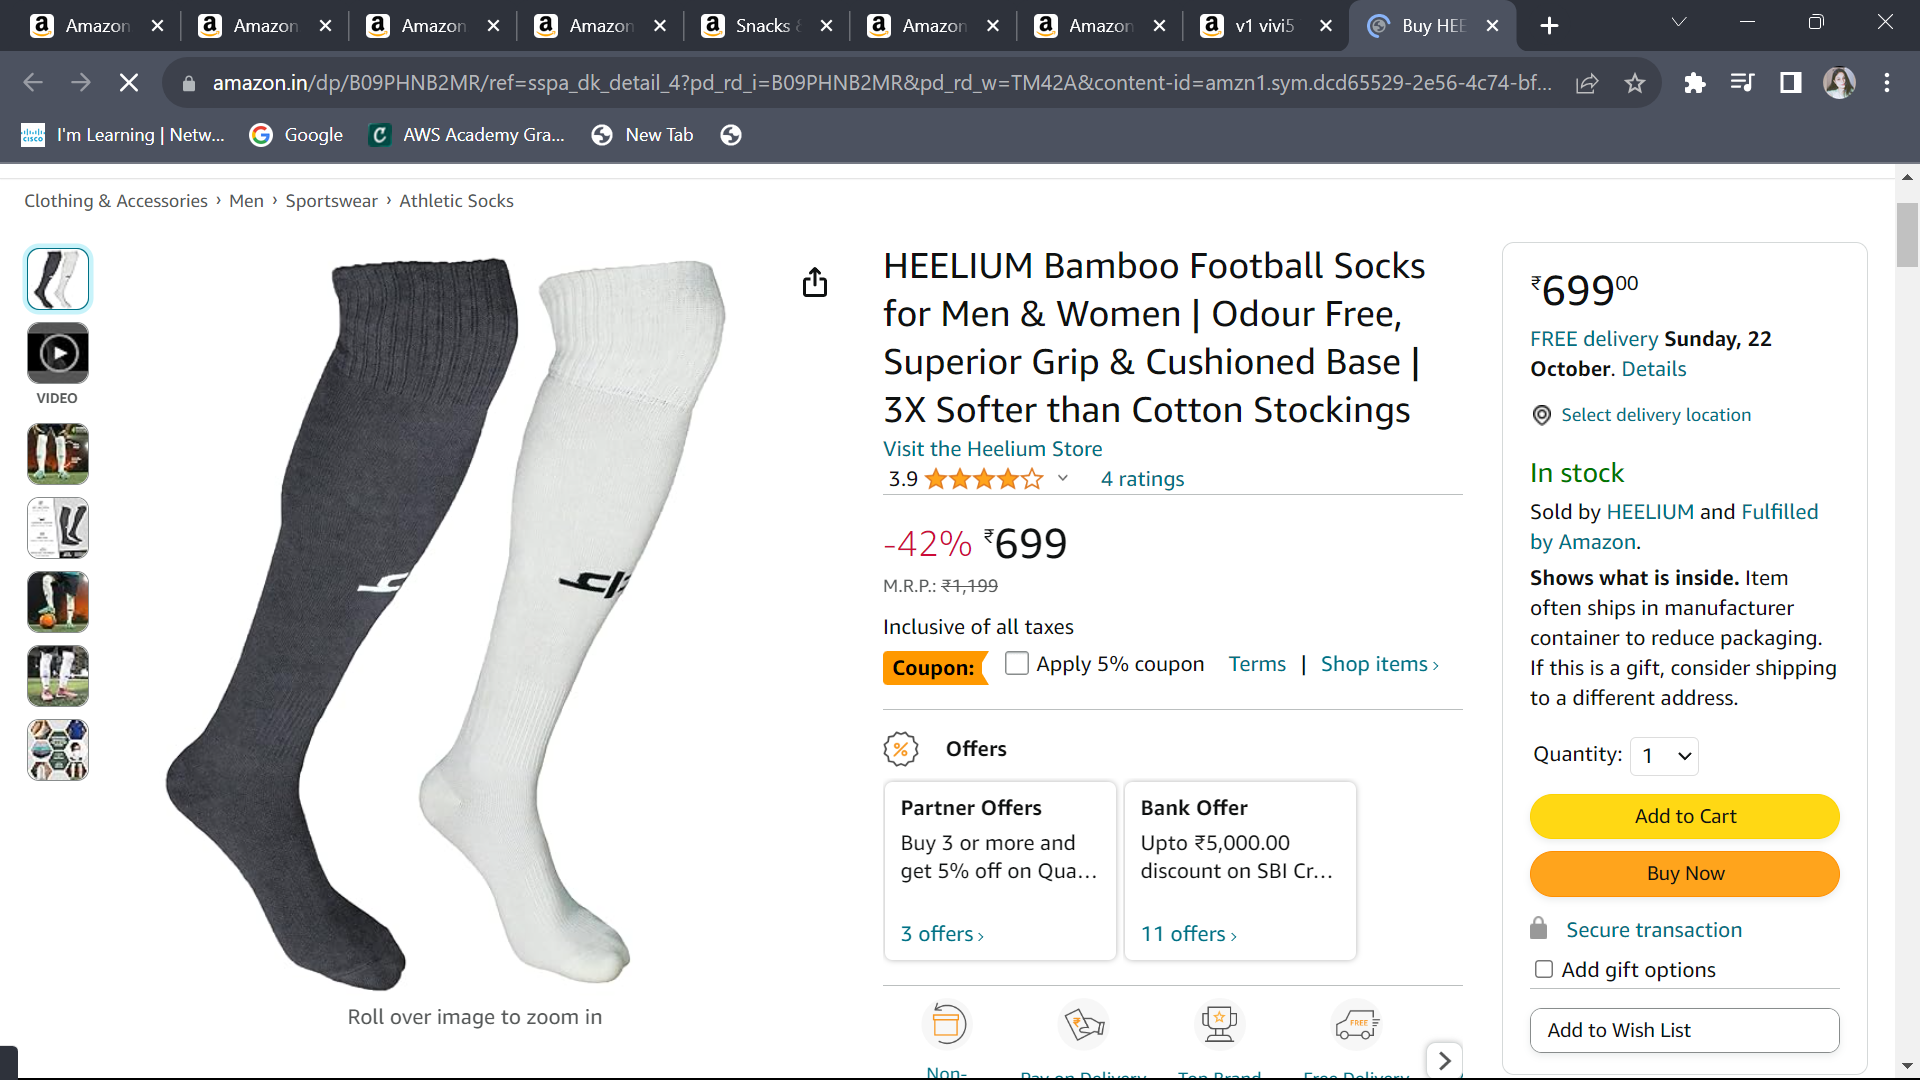 Amazon
Amazon
Amazon
Amazon
Snacks &
Amazon
Amazon
v1 vivi5
Buy HEE
amazon.in/dp/B09PHNB2MR/ref=sspa_dk_detail_4?pd_rd_i=B09PHNB2MR&pd_rd_w=TM42A&content-id=amzn1.sym.dcd65529-2e56-4c74-bf...
I'm Learning | Netw...
Google
AWS Academy Gra...
New Tab
Clothing & Accessories › Men › Sportswear › Athletic Socks
VIDEO
Roll over image to zoom in
HEELIUM Bamboo Football Socks
for Men & Women | Odour Free,
Superior Grip & Cushioned Base |
3X Softer than Cotton Stockings
Visit the Heelium Store
3.9
4 ratings
-42% ₹699
M.R.P.: ₹1,199
Inclusive of all taxes
Coupon: Apply 5% coupon Terms | Shop items ›
Offers
Partner Offers
Buy 3 or more and
get 5% off on Qua...
3 offers ›
Bank Offer
Upto ₹5,000.00
discount on SBI Cr...
11 offers ›
FREE
Non-
Pay on Delivery
Top Brand
Free Delivery
₹69900
FREE delivery Sunday, 22
October. Details
Select delivery location
In stock
Sold by HEELIUM and Fulfilled
by Amazon.
Shows what is inside. Item
often ships in manufacturer
container to reduce packaging.
If this is a gift, consider shipping
to a different address.
Quantity: 1
Add to Cart
Buy Now
Secure transaction
Add gift options
Add to Wish List